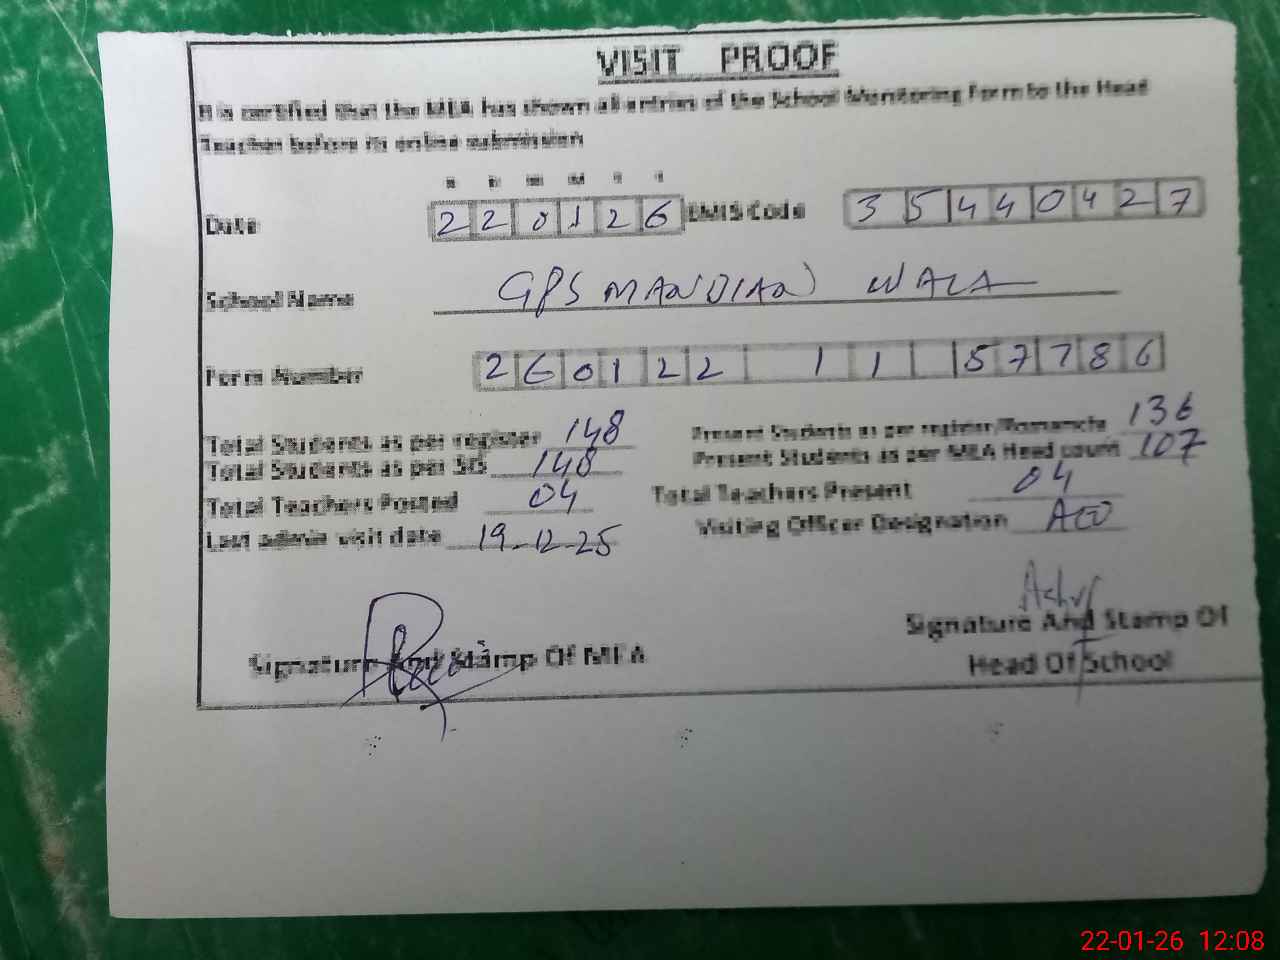 VISIT PROOF
It is certified that the MEA has shown all entries of the School Monitoring Form to the Head
Teacher before its online submission
D D M M Y Y
Date 220126 EMIS Code 35440427
School Name GPS MANDIAN WALA
Form Number 260122 11 57786
Total Students as per register 148 Present Students as per register/Roznamcha 136
Total Students as per SIS 148 Present Students as per MEA Head count 107
Total Teachers Posted 04 Total Teachers Present 04
Last admin visit date 19-12-25 Visiting Officer Designation AEO
Signature And Stamp Of MEA
Signature And Stamp Of
Head Of School
22-01-26 12:08